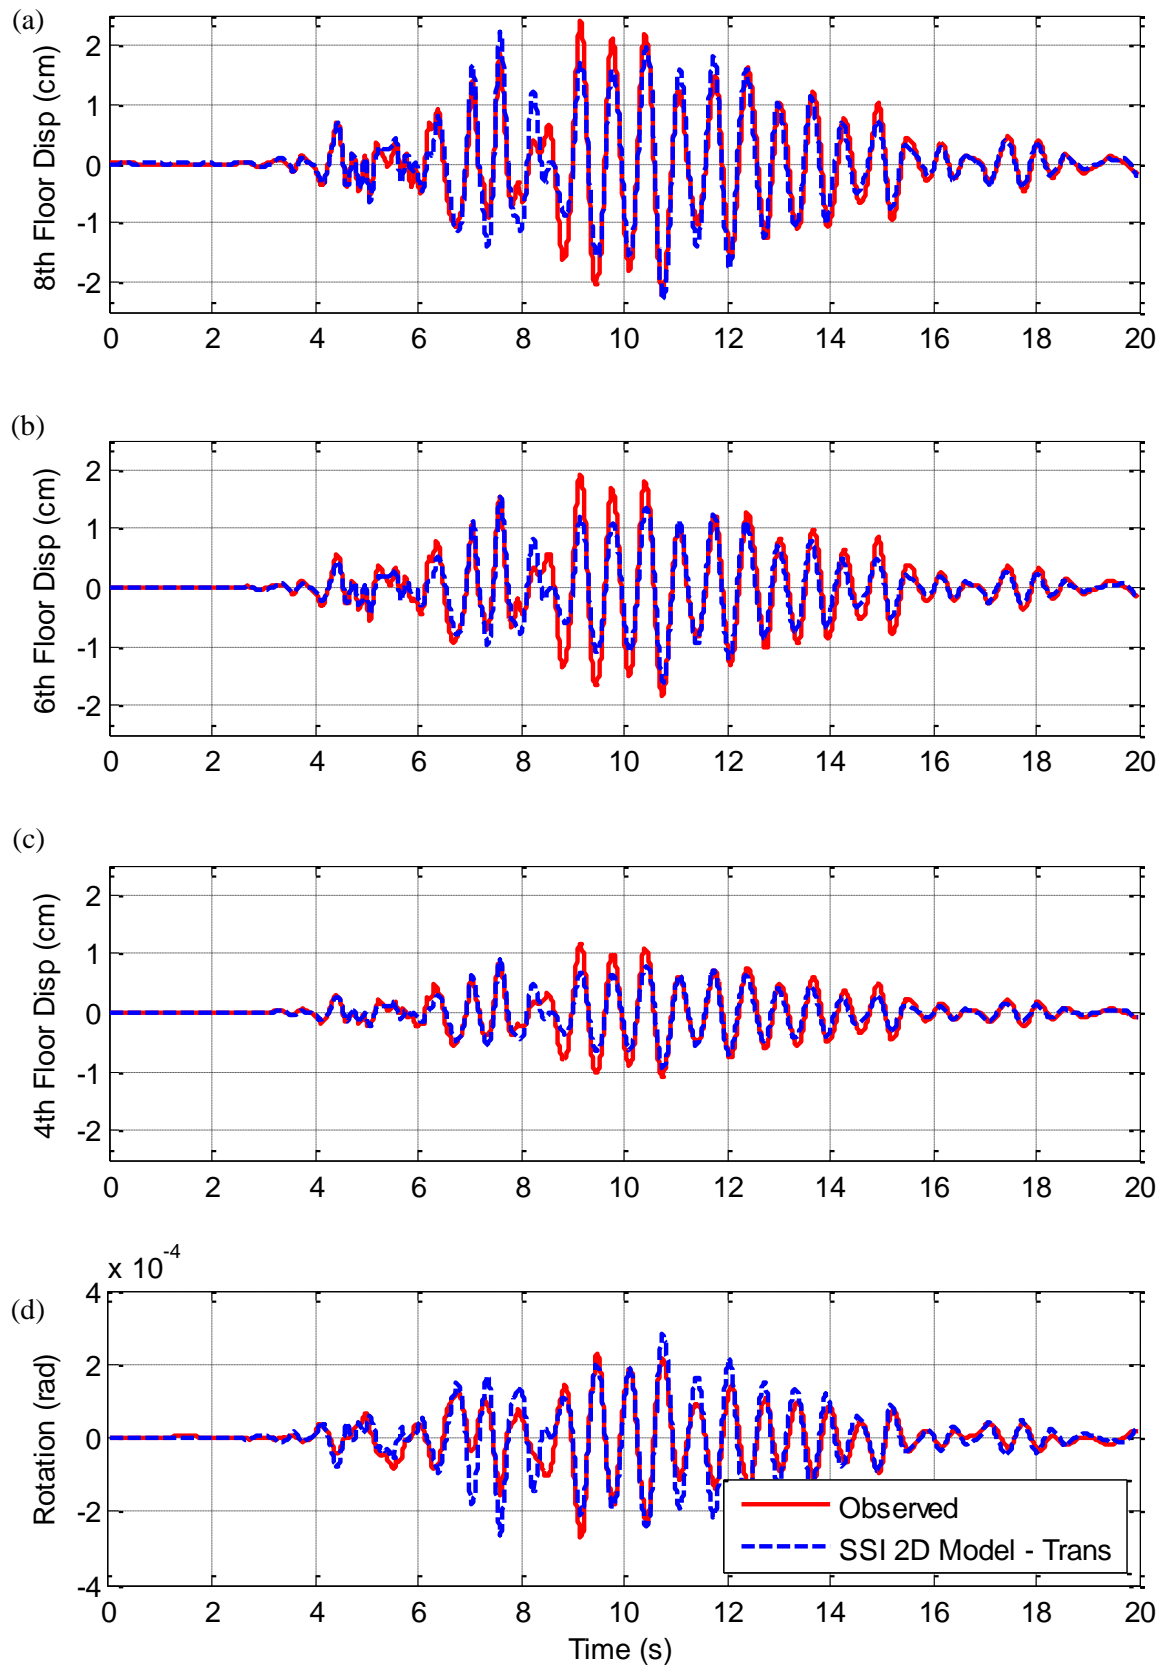 (a)
8th Floor Disp (cm)
2
1
0
-1
-2
0 2 4 6 8 10 12 14 16 18 20
(b)
6th Floor Disp (cm)
2
1
0
-1
-2
0 2 4 6 8 10 12 14 16 18 20
(c)
4th Floor Disp (cm)
2
1
0
-1
-2
0 2 4 6 8 10 12 14 16 18 20
x 10^-4
(d)
Rotation (rad)
4
2
0
-2
-4
Observed
SSI 2D Model - Trans
0 2 4 6 8 10 12 14 16 18 20
Time (s)